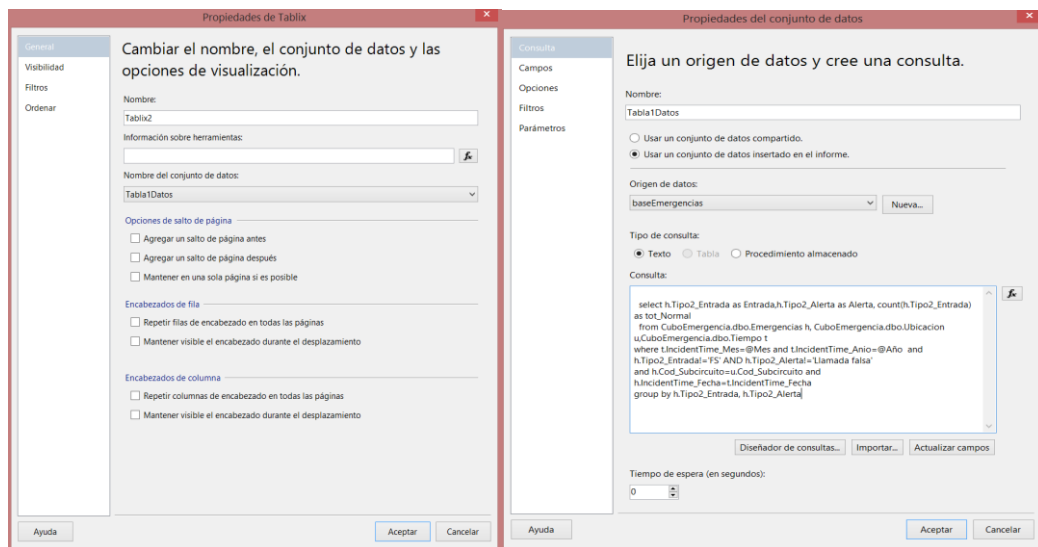 Propiedades de Tablix
General
Visibilidad
Filtros
Ordenar
Cambiar el nombre, el conjunto de datos y las
opciones de visualización.
Nombre:
Tablix2
Información sobre herramientas:
fx
Nombre del conjunto de datos:
Tabla1Datos
Opciones de salto de página
Agregar un salto de página antes
Agregar un salto de página después
Mantener en una sola página si es posible
Encabezados de fila
Repetir filas de encabezado en todas las páginas
Mantener visible el encabezado durante el desplazamiento
Encabezados de columna
Repetir columnas de encabezado en todas las páginas
Mantener visible el encabezado durante el desplazamiento
Ayuda
Aceptar
Cancelar
Propiedades del conjunto de datos
Consulta
Campos
Opciones
Filtros
Parámetros
Elija un origen de datos y cree una consulta.
Nombre:
Tabla1Datos
Usar un conjunto de datos compartido.
Usar un conjunto de datos insertado en el informe.
Origen de datos:
baseEmergencias
Nueva...
Tipo de consulta:
Texto Tabla Procedimiento almacenado
Consulta:
select h.Tipo2_Entrada as Entrada,h.Tipo2_Alerta as Alerta, count(h.Tipo2_Entrada)
as tot_Normal
from CuboEmergencia.dbo.Emergencias h, CuboEmergencia.dbo.Ubicacion
u,CuboEmergencia.dbo.Tiempo t
where t.IncidentTime_Mes=@Mes and t.IncidentTime_Anio=@Año and
h.Tipo2_Entrada!='FS' AND h.Tipo2_Alerta!='Llamada falsa'
and h.Cod_Subcircuito=u.Cod_Subcircuito and
h.IncidentTime_Fecha=t.IncidentTime_Fecha
group by h.Tipo2_Entrada, h.Tipo2_Alerta
fx
Diseñador de consultas... Importar... Actualizar campos
Tiempo de espera (en segundos):
0
Ayuda
Aceptar
Cancelar